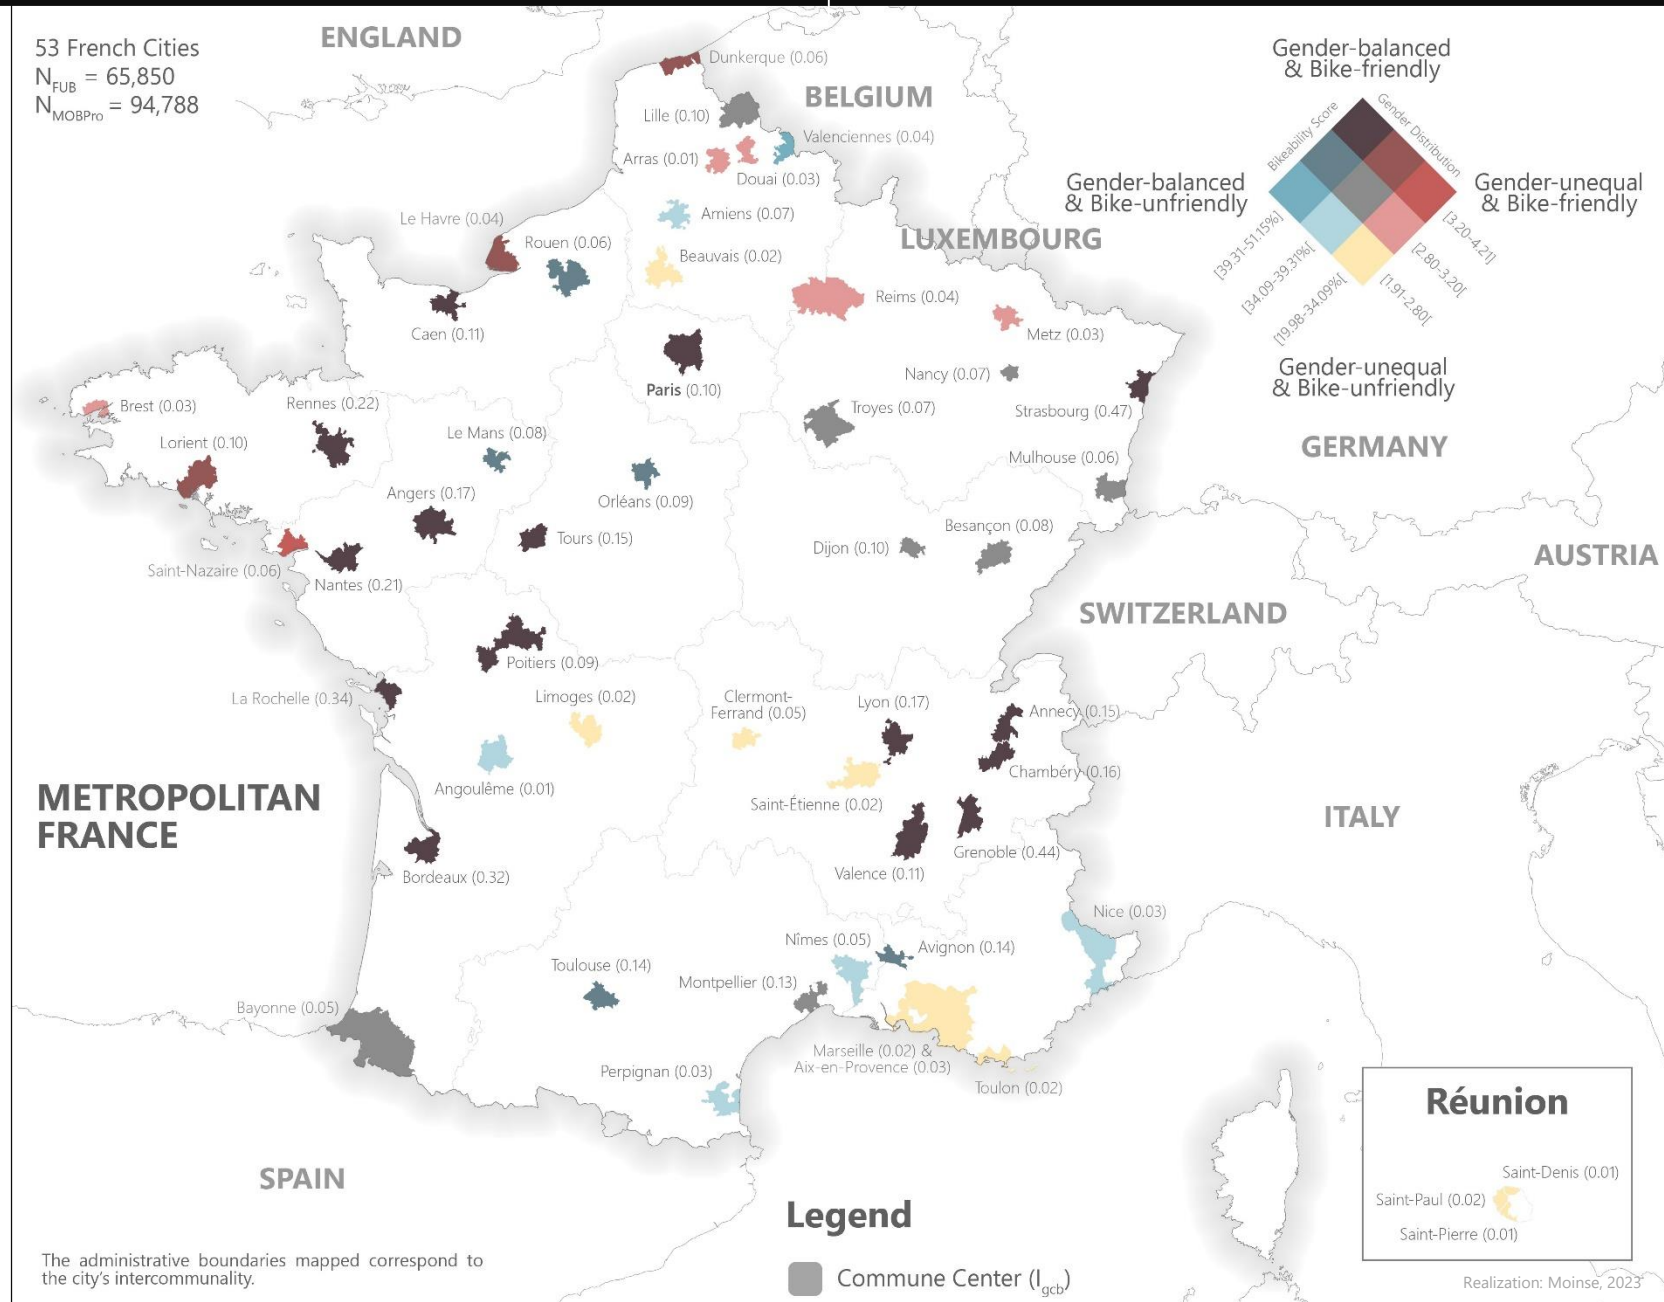 53 French Cities
N_FUB = 65,850
N_MOBPro = 94,788
ENGLAND
BELGIUM
LUXEMBOURG
GERMANY
AUSTRIA
SWITZERLAND
ITALY
SPAIN
METROPOLITAN
FRANCE
Gender-balanced
& Bike-friendly
Bikeability Score
Gender Distribution
Gender-balanced
& Bike-unfriendly
Gender-unequal
& Bike-friendly
[39.31-51.15%]
[34.09-39.31%[
[19.98-34.09%[
[3.20-4.21]
[2.80-3.20[
[1.91-2.80[
Gender-unequal
& Bike-unfriendly
Dunkerque (0.06)
Lille (0.10)
Valenciennes (0.04)
Arras (0.01)
Douai (0.03)
Amiens (0.07)
Le Havre (0.04)
Rouen (0.06)
Beauvais (0.02)
Reims (0.04)
Caen (0.11)
Metz (0.03)
Paris (0.10)
Nancy (0.07)
Brest (0.03)
Rennes (0.22)
Troyes (0.07)
Strasbourg (0.47)
Lorient (0.10)
Le Mans (0.08)
Mulhouse (0.06)
Angers (0.17)
Orléans (0.09)
Besançon (0.08)
Tours (0.15)
Dijon (0.10)
Saint-Nazaire (0.06)
Nantes (0.21)
Poitiers (0.09)
La Rochelle (0.34)
Limoges (0.02)
Clermont-
Ferrand (0.05)
Lyon (0.17)
Annecy (0.15)
Chambéry (0.16)
Angoulême (0.01)
Saint-Étienne (0.02)
Grenoble (0.44)
Bordeaux (0.32)
Valence (0.11)
Nice (0.03)
Nîmes (0.05)
Avignon (0.14)
Toulouse (0.14)
Montpellier (0.13)
Bayonne (0.05)
Marseille (0.02) &
Aix-en-Provence (0.03)
Perpignan (0.03)
Toulon (0.02)
Réunion
Saint-Denis (0.01)
Saint-Paul (0.02)
Saint-Pierre (0.01)
Legend
Commune Center (I_gcb)
The administrative boundaries mapped correspond to
the city's intercommunality.
Realization: Moinse, 2023